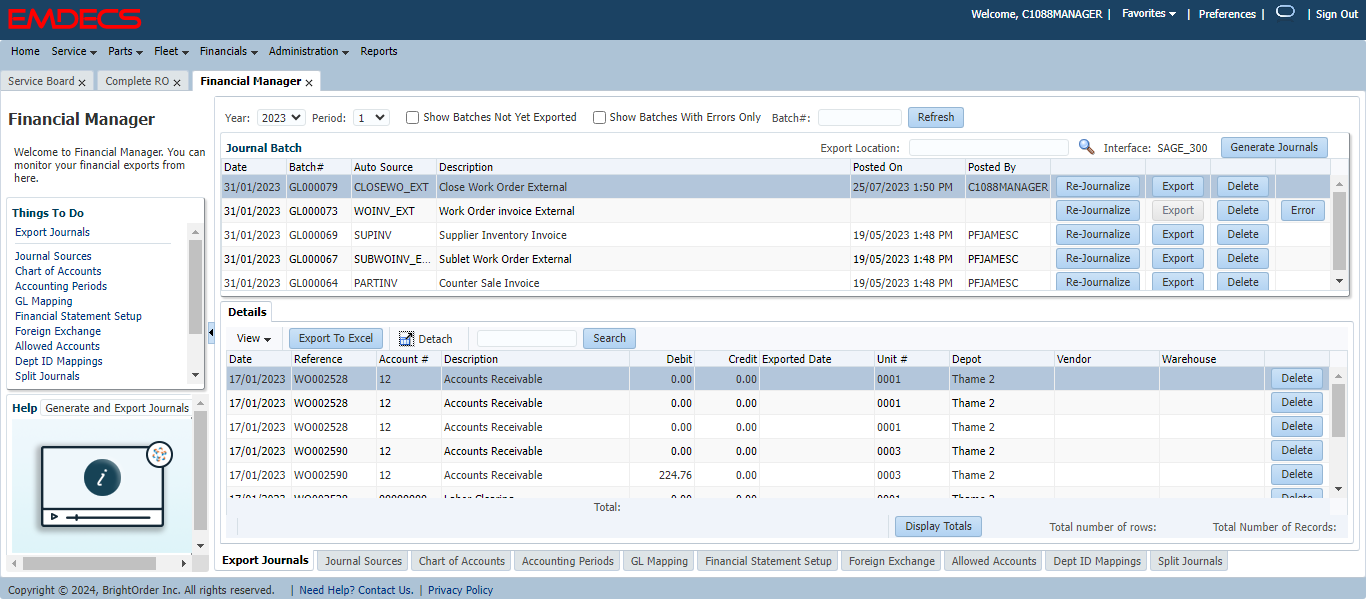 EMDECS
Welcome, C1088MANAGER | Favorites | Preferences | | Sign Out
Home Service Parts Fleet Financials Administration Reports
Service Board x Complete RO x Financial Manager x
Financial Manager
Welcome to Financial Manager. You can
monitor your financial exports from
here.
Things To Do
Export Journals
Journal Sources
Chart of Accounts
Accounting Periods
GL Mapping
Financial Statement Setup
Foreign Exchange
Allowed Accounts
Dept ID Mappings
Split Journals
Help Generate and Export Journals
i
Year: 2023 Period: 1 Show Batches Not Yet Exported Show Batches With Errors Only Batch#: Refresh
Journal Batch Export Location: Interface: SAGE_300 Generate Journals
Date Batch# Auto Source Description Posted On Posted By
31/01/2023 GL000079 CLOSEWO_EXT Close Work Order External 25/07/2023 1:50 PM C1088MANAGER Re-Journalize Export Delete
31/01/2023 GL000073 WOINV_EXT Work Order invoice External Re-Journalize Export Delete Error
31/01/2023 GL000069 SUPINV Supplier Inventory Invoice 19/05/2023 1:48 PM PFJAMESC Re-Journalize Export Delete
31/01/2023 GL000067 SUBWOINV_E... Sublet Work Order External 19/05/2023 1:48 PM PFJAMESC Re-Journalize Export Delete
31/01/2023 GL000064 PARTINV Counter Sale Invoice 19/05/2023 1:48 PM PFJAMESC Re-Journalize Export Delete
Details
View Export To Excel Detach Search
Date Reference Account # Description Debit Credit Exported Date Unit # Depot Vendor Warehouse
17/01/2023 WO002528 12 Accounts Receivable 0.00 0.00 0001 Thame 2 Delete
17/01/2023 WO002528 12 Accounts Receivable 0.00 0.00 0001 Thame 2 Delete
17/01/2023 WO002528 12 Accounts Receivable 0.00 0.00 0001 Thame 2 Delete
17/01/2023 WO002590 12 Accounts Receivable 0.00 0.00 0003 Thame 2 Delete
17/01/2023 WO002590 12 Accounts Receivable 224.76 0.00 0003 Thame 2 Delete
17/01/2023 WO002528 Labor Clearing 0.00 0.00 0001 Thame 2 Delete
Total:
Display Totals Total number of rows: Total Number of Records:
Export Journals Journal Sources Chart of Accounts Accounting Periods GL Mapping Financial Statement Setup Foreign Exchange Allowed Accounts Dept ID Mappings Split Journals
Copyright © 2024, BrightOrder Inc. All rights reserved. | Need Help? Contact Us. | Privacy Policy